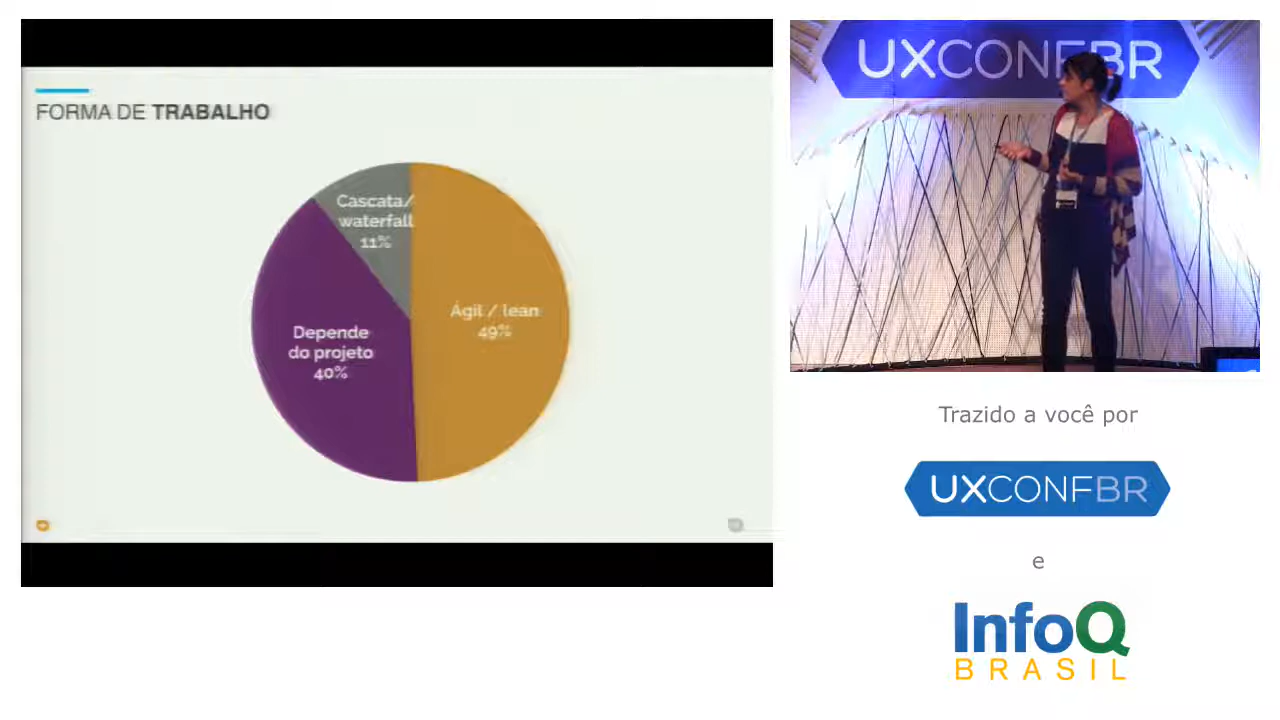 FORMA DE TRABALHO
Cascata/
waterfall
11%
Ágil / lean
49%
Depende
do projeto
40%
UXCONFBR
Trazido a você por
UXCONFBR
e
InfoQ
BRASIL